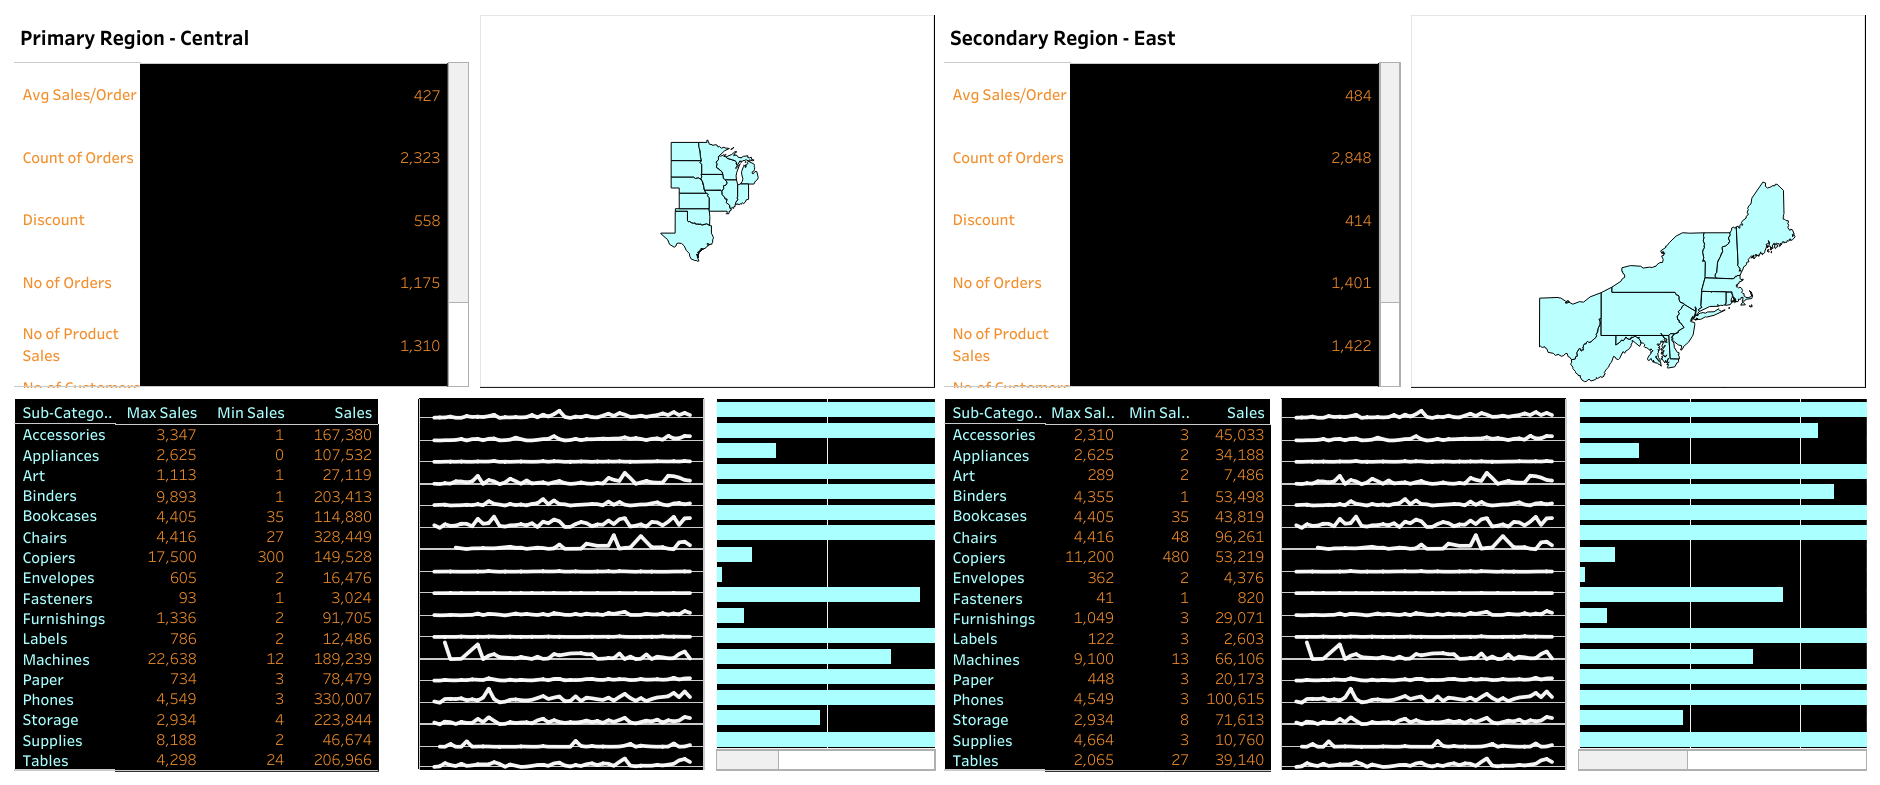 Primary Region - Central
Avg Sales/Order 427
Count of Orders 2,323
Discount 558
No of Orders 1,175
No of Product
Sales 1,310
No of Customers
Secondary Region - East
Avg Sales/Order 484
Count of Orders 2,848
Discount 414
No of Orders 1,401
No of Product
Sales 1,422
No of Customers
Sub-Catego.. Max Sales Min Sales Sales
Accessories 3,347 1 167,380
Appliances 2,625 0 107,532
Art 1,113 1 27,119
Binders 9,893 1 203,413
Bookcases 4,405 35 114,880
Chairs 4,416 27 328,449
Copiers 17,500 300 149,528
Envelopes 605 2 16,476
Fasteners 93 1 3,024
Furnishings 1,336 2 91,705
Labels 786 2 12,486
Machines 22,638 12 189,239
Paper 734 3 78,479
Phones 4,549 3 330,007
Storage 2,934 4 223,844
Supplies 8,188 2 46,674
Tables 4,298 24 206,966
Sub-Catego.. Max Sal.. Min Sal.. Sales
Accessories 2,310 3 45,033
Appliances 2,625 2 34,188
Art 289 2 7,486
Binders 4,355 1 53,498
Bookcases 4,405 35 43,819
Chairs 4,416 48 96,261
Copiers 11,200 480 53,219
Envelopes 362 2 4,376
Fasteners 41 1 820
Furnishings 1,049 3 29,071
Labels 122 3 2,603
Machines 9,100 13 66,106
Paper 448 3 20,173
Phones 4,549 3 100,615
Storage 2,934 8 71,613
Supplies 4,664 3 10,760
Tables 2,065 27 39,140